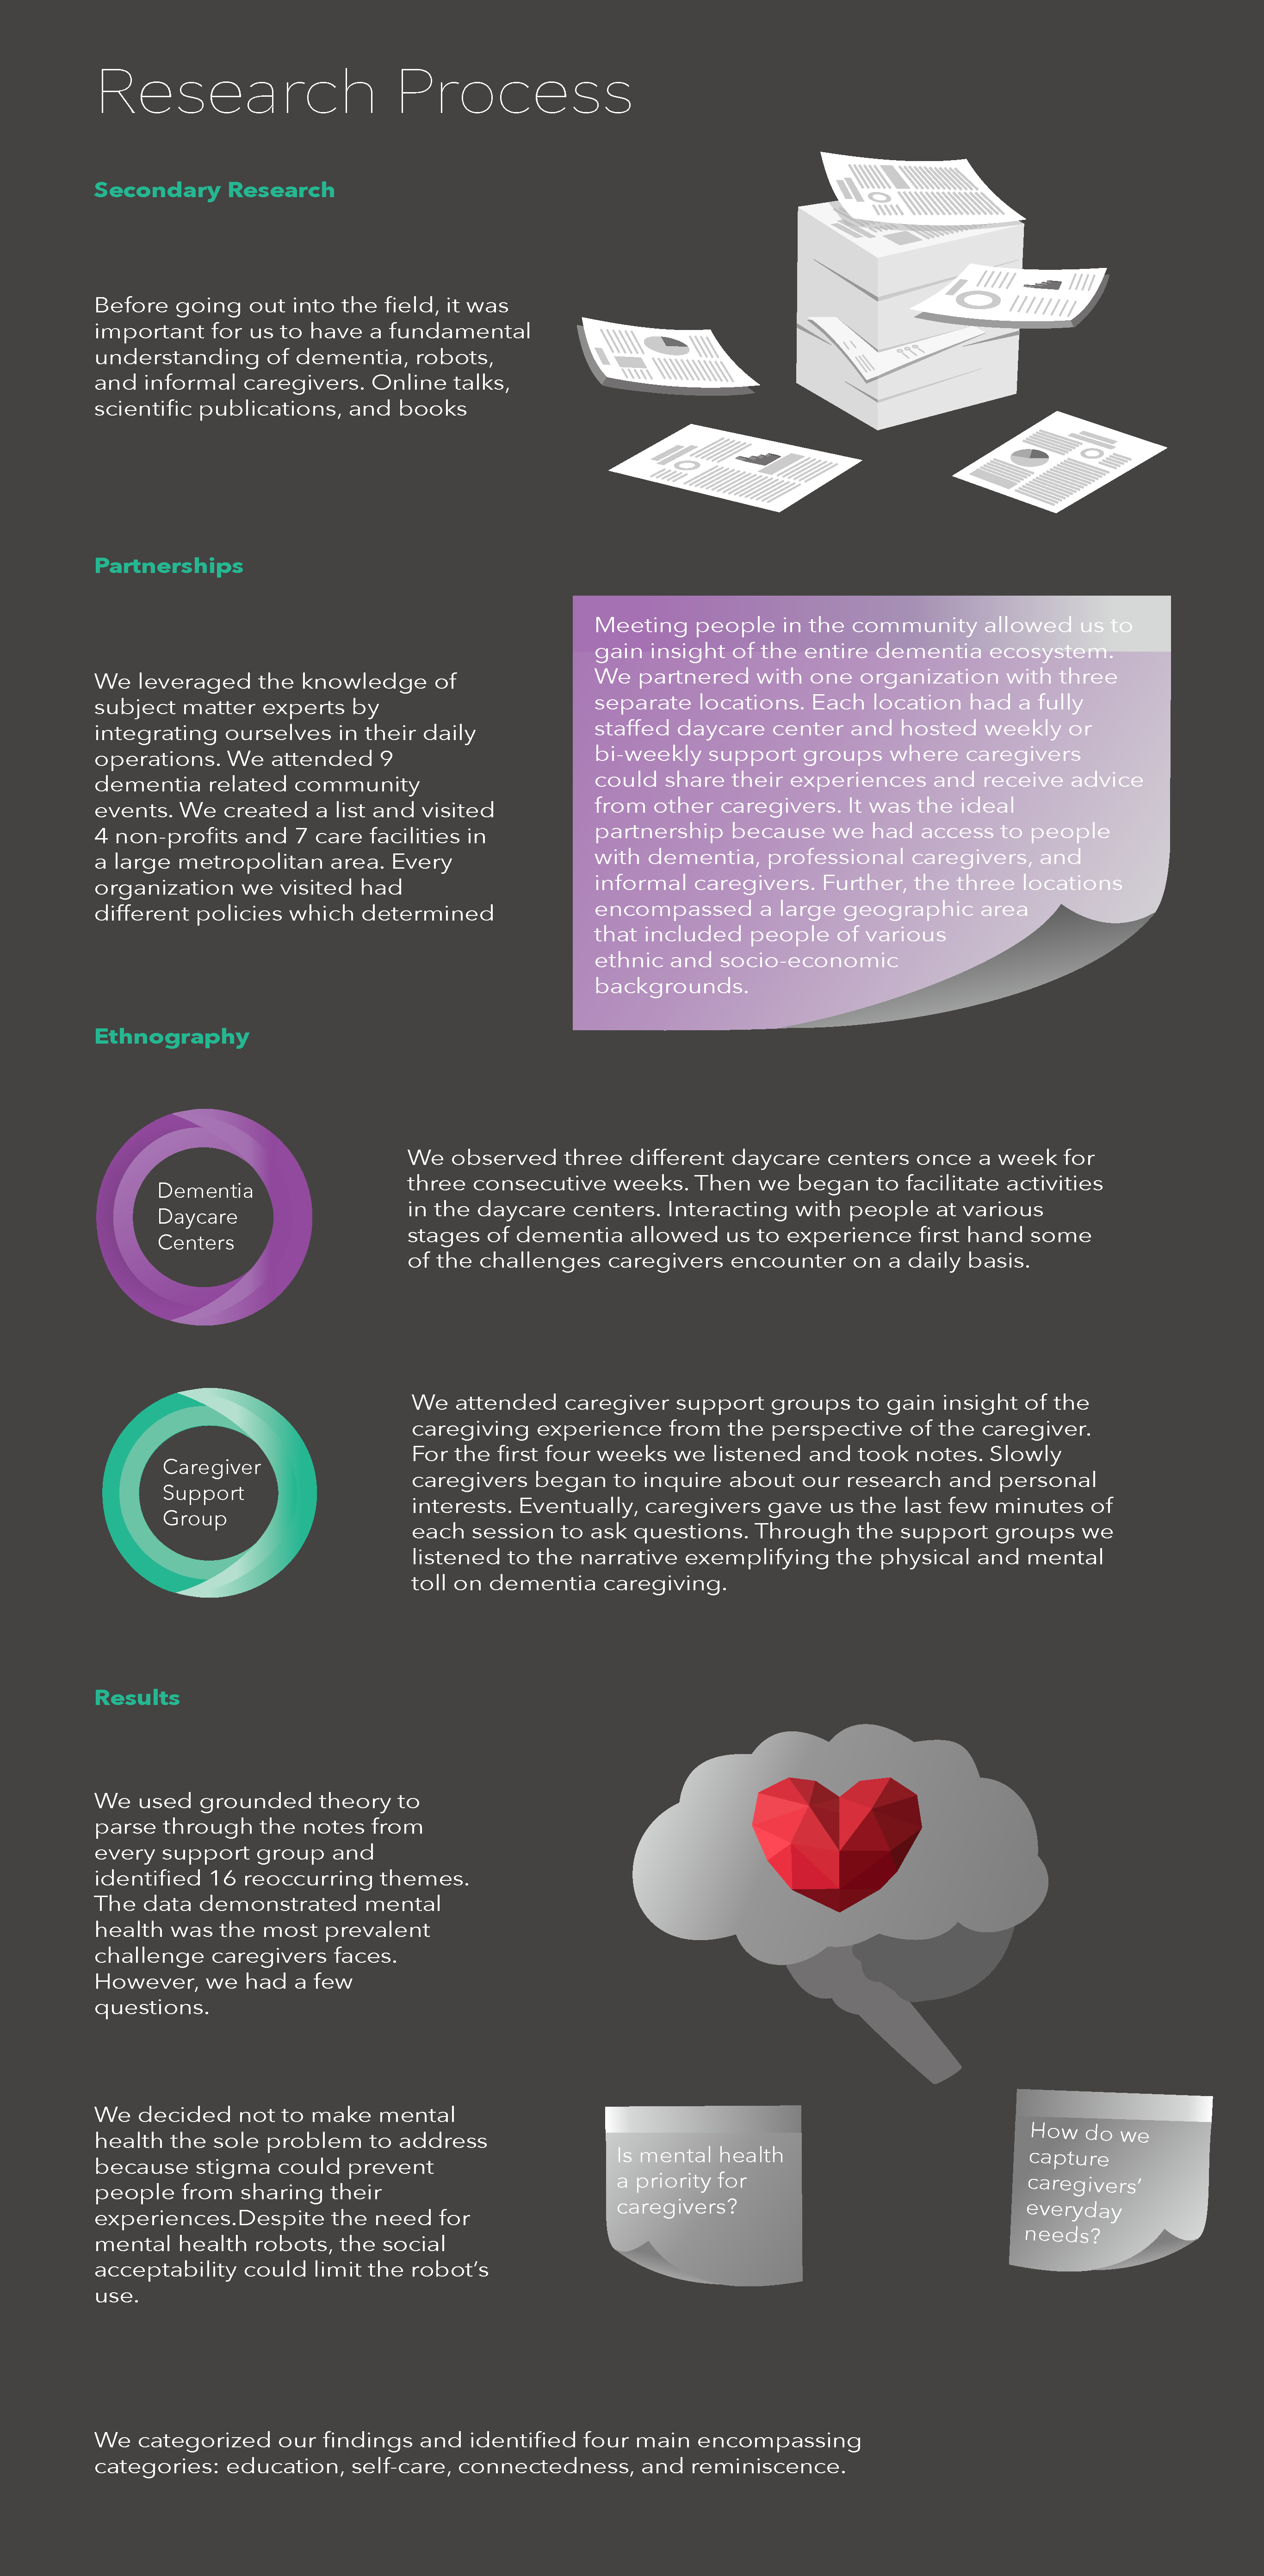 Research Process
Secondary Research
Before going out into the field, it was
important for us to have a fundamental
understanding of dementia, robots,
and informal caregivers. Online talks,
scientific publications, and books
Partnerships
We leveraged the knowledge of
subject matter experts by
integrating ourselves in their daily
operations. We attended 9
dementia related community
events. We created a list and visited
4 non-profits and 7 care facilities in
a large metropolitan area. Every
organization we visited had
different policies which determined
Meeting people in the community allowed us to
gain insight of the entire dementia ecosystem.
We partnered with one organization with three
separate locations. Each location had a fully
staffed daycare center and hosted weekly or
bi-weekly support groups where caregivers
could share their experiences and receive advice
from other caregivers. It was the ideal
partnership because we had access to people
with dementia, professional caregivers, and
informal caregivers. Further, the three locations
encompassed a large geographic area
that included people of various
ethnic and socio-economic
backgrounds.
Ethnography
Dementia
Daycare
Centers
We observed three different daycare centers once a week for
three consecutive weeks. Then we began to facilitate activities
in the daycare centers. Interacting with people at various
stages of dementia allowed us to experience first hand some
of the challenges caregivers encounter on a daily basis.
Caregiver
Support
Group
We attended caregiver support groups to gain insight of the
caregiving experience from the perspective of the caregiver.
For the first four weeks we listened and took notes. Slowly
caregivers began to inquire about our research and personal
interests. Eventually, caregivers gave us the last few minutes of
each session to ask questions. Through the support groups we
listened to the narrative exemplifying the physical and mental
toll on dementia caregiving.
Results
We used grounded theory to
parse through the notes from
every support group and
identified 16 reoccurring themes.
The data demonstrated mental
health was the most prevalent
challenge caregivers faces.
However, we had a few
questions.
We decided not to make mental
health the sole problem to address
because stigma could prevent
people from sharing their
experiences.Despite the need for
mental health robots, the social
acceptability could limit the robot's
use.
Is mental health
a priority for
caregivers?
How do we
capture
caregivers'
everyday
needs?
We categorized our findings and identified four main encompassing
categories: education, self-care, connectedness, and reminiscence.